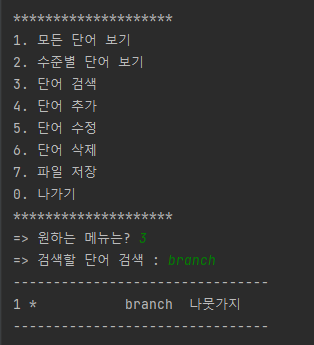 ********************
1. 모든 단어 보기
2. 수준별 단어 보기
3. 단어 검색
4. 단어 추가
5. 단어 수정
6. 단어 삭제
7. 파일 저장
0. 나가기
********************
=> 원하는 메뉴는? 3
=> 검색할 단어 검색 : branch
--------------------------------
1 *           branch  나뭇가지
--------------------------------